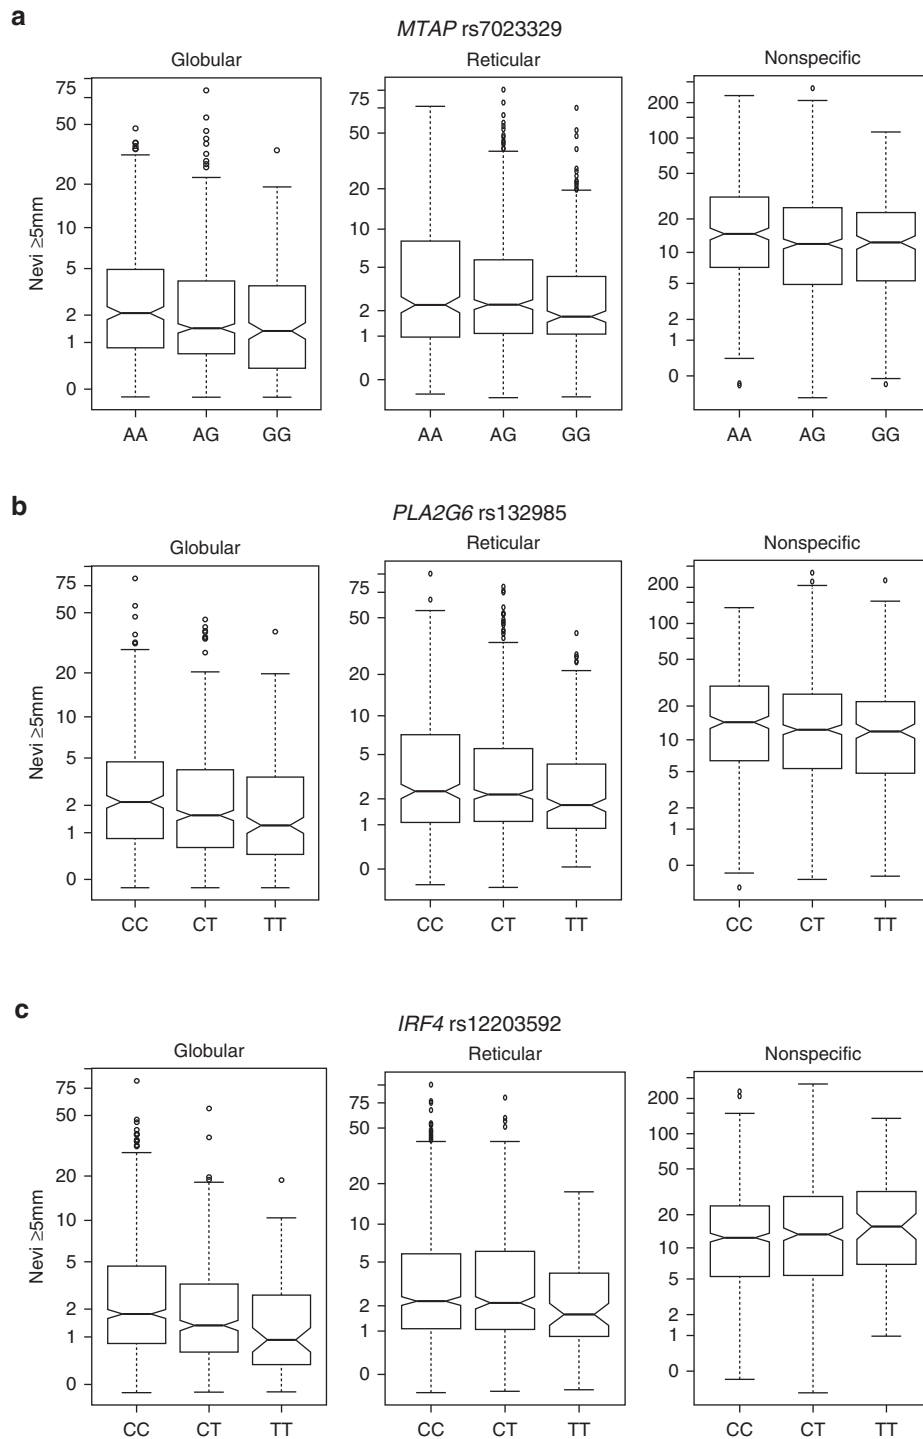 a
MTAP rs7023329
Globular
Reticular
Nonspecific
Nevi ≥5mm
75
50
20
10
5
2
1
0
AA
AG
GG
75
50
20
10
5
2
1
0
AA
AG
GG
200
100
50
20
10
5
2
1
0
AA
AG
GG
b
PLA2G6 rs132985
Globular
Reticular
Nonspecific
Nevi ≥5mm
75
50
20
10
5
2
1
0
CC
CT
TT
75
50
20
10
5
2
1
0
CC
CT
TT
200
100
50
20
10
5
2
1
0
CC
CT
TT
c
IRF4 rs12203592
Globular
Reticular
Nonspecific
Nevi ≥5mm
75
50
20
10
5
2
1
0
CC
CT
TT
75
50
20
10
5
2
1
0
CC
CT
TT
200
100
50
20
10
5
2
1
0
CC
CT
TT